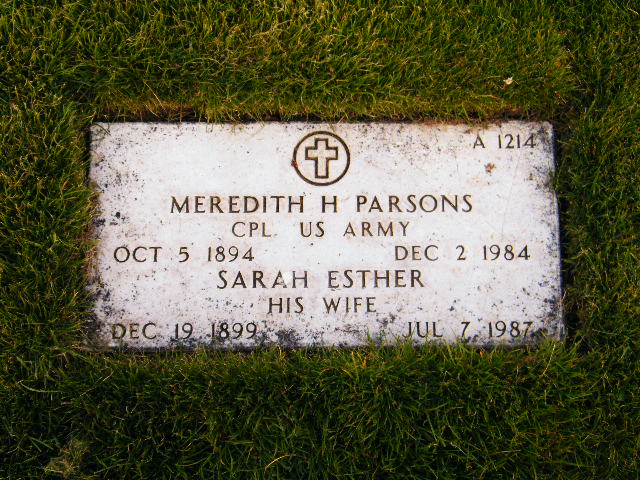 A 1214
MEREDITH H PARSONS
CPL US ARMY
OCT 5 1894 DEC 2 1984
SARAH ESTHER
HIS WIFE
DEC 19 1899 JUL 7 1987